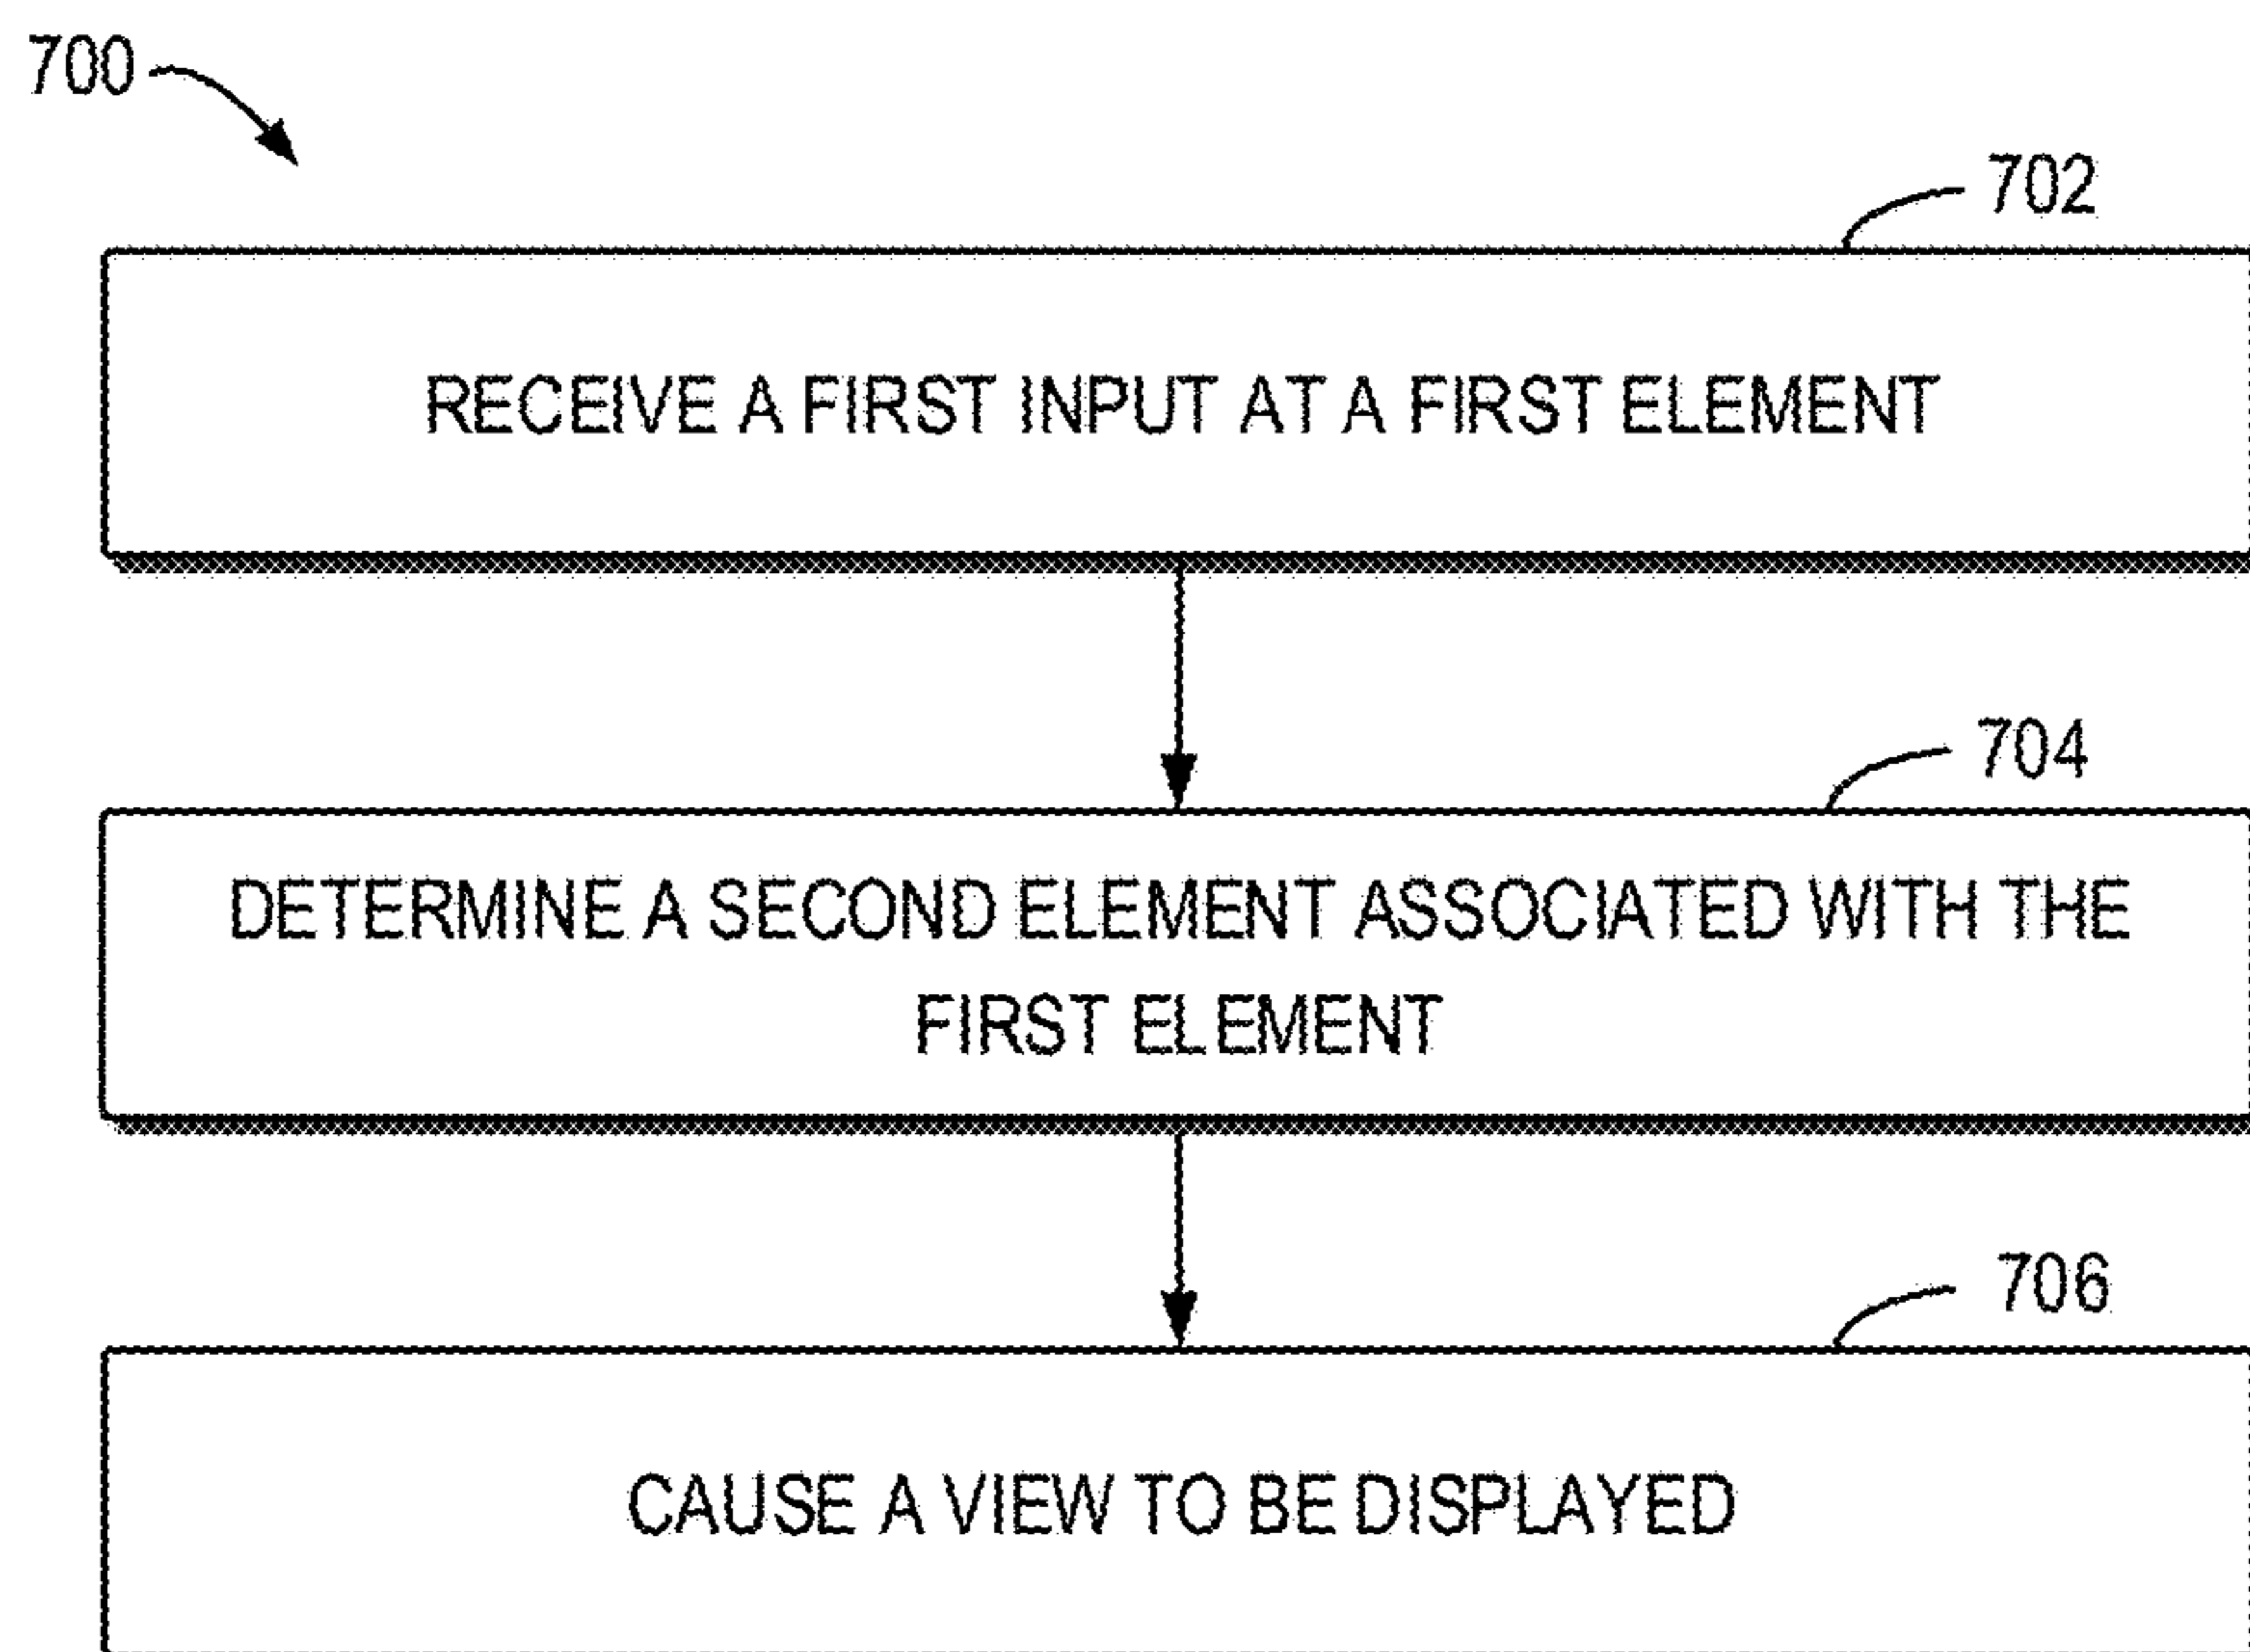 700
702
RECEIVE A FIRST INPUT AT A FIRST ELEMENT
704
DETERMINE A SECOND ELEMENT ASSOCIATED WITH THE
FIRST ELEMENT
706
CAUSE A VIEW TO BE DISPLAYED